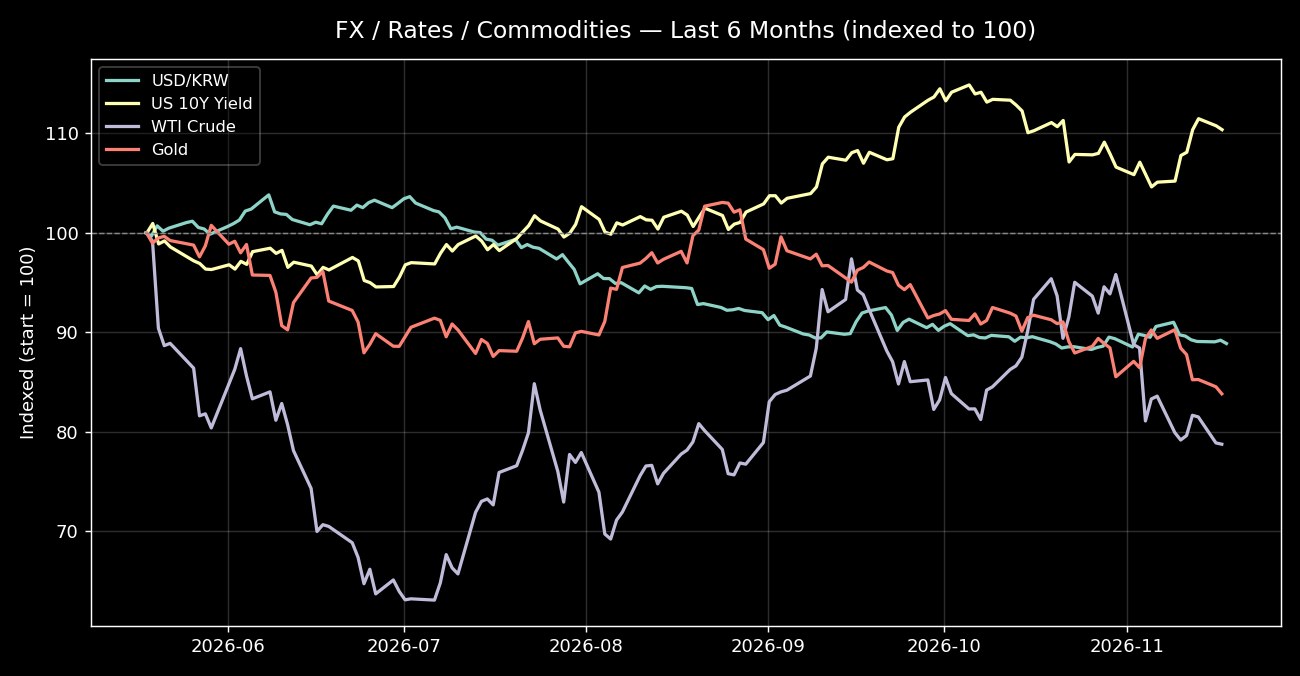 FX / Rates / Commodities — Last 6 Months (indexed to 100)
USD/KRW
US 10Y Yield
WTI Crude
Gold
Indexed (start = 100)
110
100
90
80
70
2026-06
2026-07
2026-08
2026-09
2026-10
2026-11